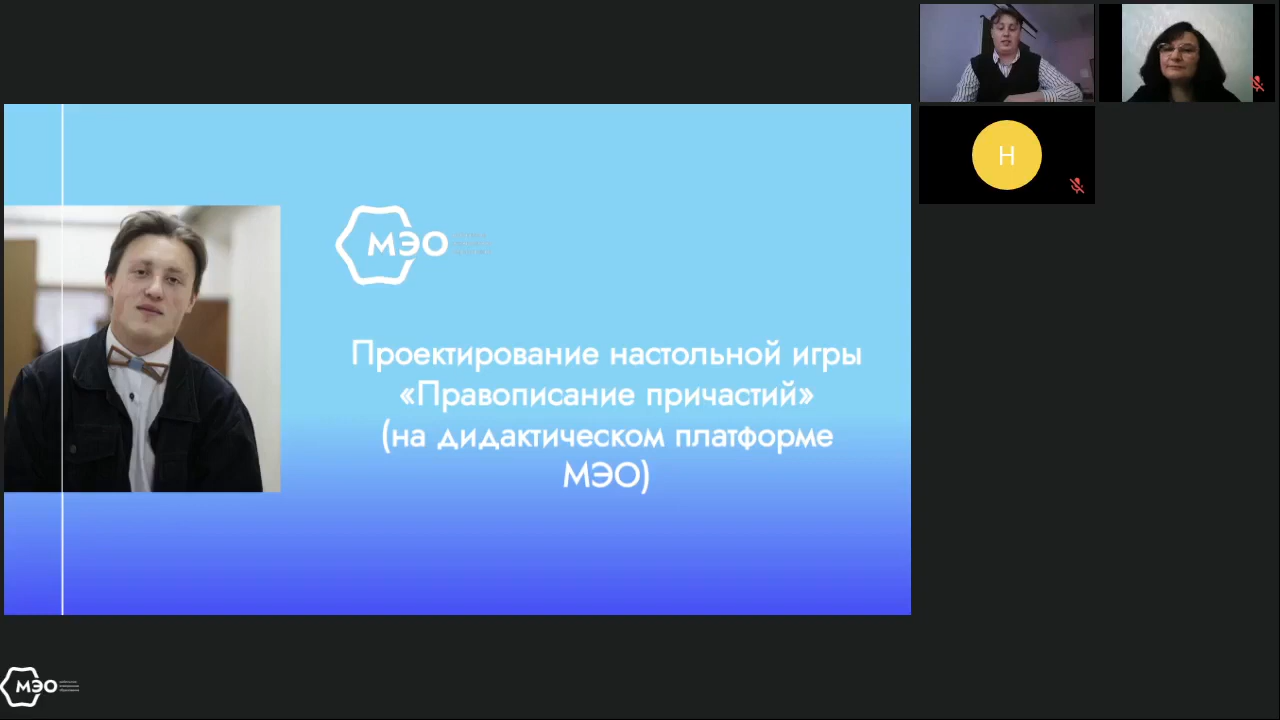 Н
МЭО
Проектирование настольной игры
«Правописание причастий»
(на дидактическом платформе
МЭО)
МЭО